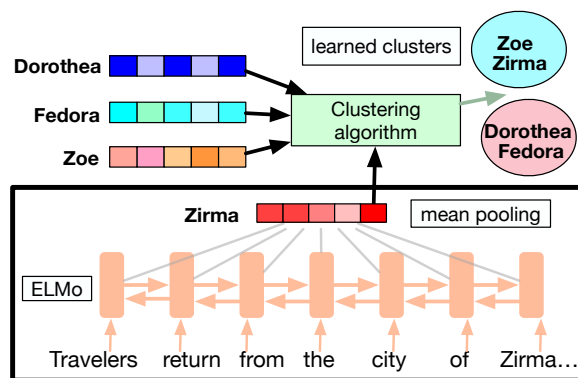 learned clusters
Zoe
Zirma
Dorothea
Fedora
Zoe
Clustering
algorithm
Dorothea
Fedora
Zirma
mean pooling
ELMo
Travelers return from the city of Zirma...